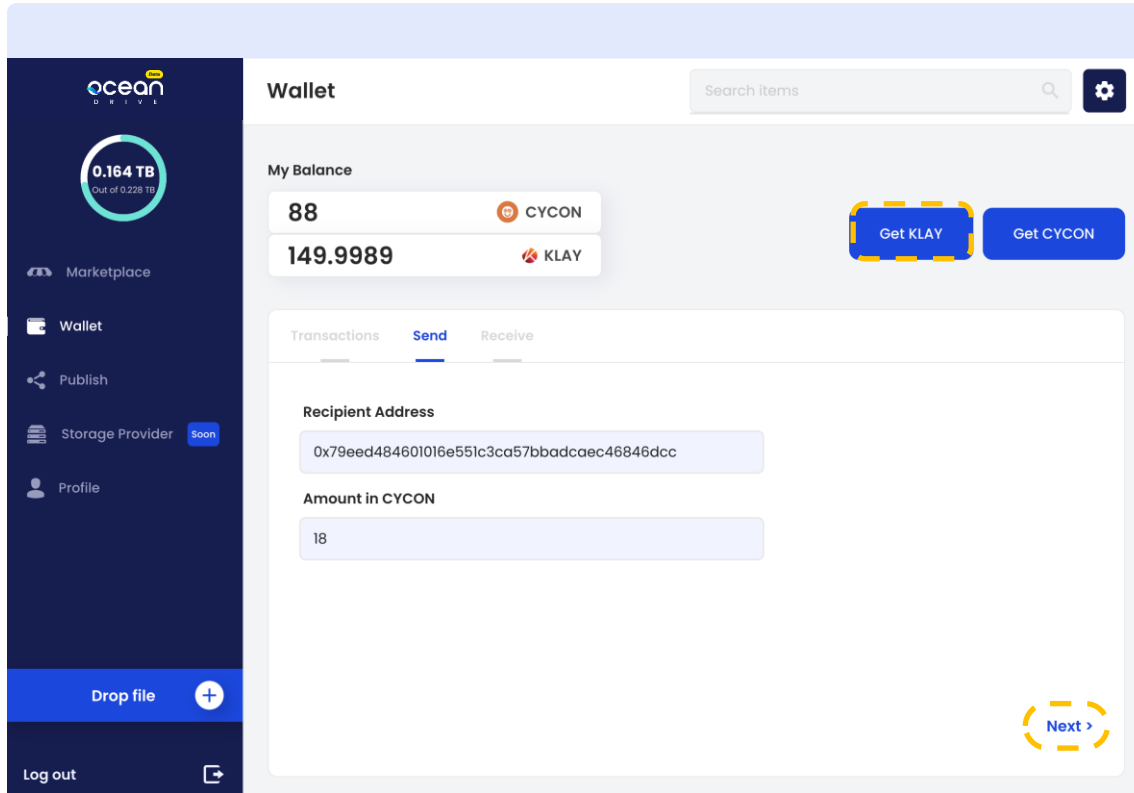 Beta
ocean
DRIVE
0.164 TB
Out of 0.228 TB
Marketplace
Wallet
Publish
Storage Provider Soon
Profile
Drop file
Log out
Wallet
Search items
My Balance
88 CYCON
149.9989 KLAY
Get KLAY
Get CYCON
Transactions Send Receive
Recipient Address
0x79eed484601016e551c3ca57bbadcaec46846dcc
Amount in CYCON
18
Next >